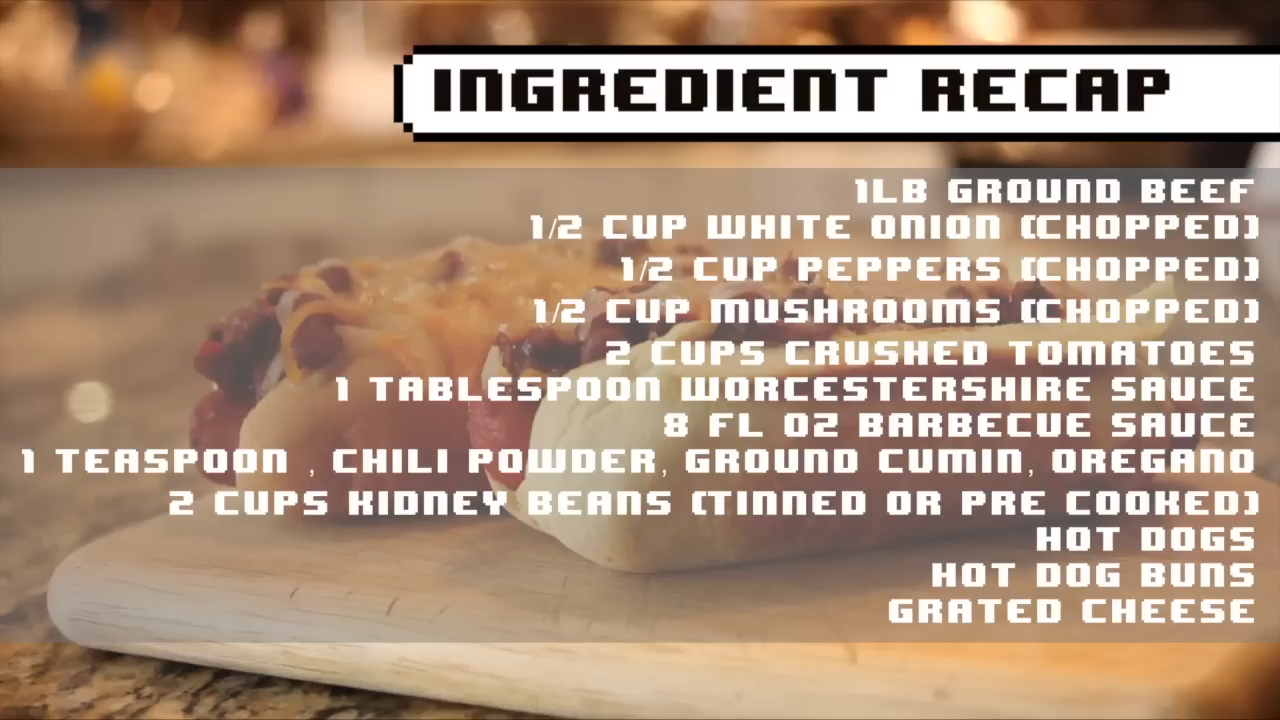 INGREDIENT RECAP
1LB GROUND BEEF
1/2 CUP WHITE ONION (CHOPPED)
1/2 CUP PEPPERS (CHOPPED)
1/2 CUP MUSHROOMS (CHOPPED)
2 CUPS CRUSHED TOMATOES
1 TABLESPOON WORCESTERSHIRE SAUCE
8 FL OZ BARBECUE SAUCE
1 TEASPOON , CHILI POWDER, GROUND CUMIN, OREGANO
2 CUPS KIDNEY BEANS (TINNED OR PRE COOKED)
HOT DOGS
HOT DOG BUNS
GRATED CHEESE